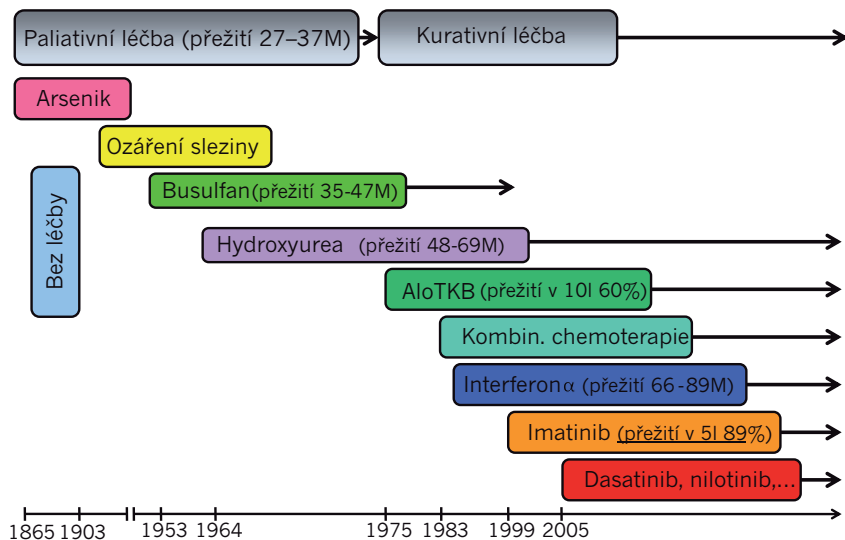 Paliativní léčba (přežití 27–37M)
Kurativní léčba
Arsenik
Ozáření sleziny
Bez léčby
Busulfan(přežití 35-47M)
Hydroxyurea (přežití 48-69M)
AloTKB (přežití v 10l 60%)
Kombin. chemoterapie
Interferonα (přežití 66-89M)
Imatinib (přežití v 5l 89%)
Dasatinib, nilotinib,...
1865 1903 1953 1964 1975 1983 1999 2005